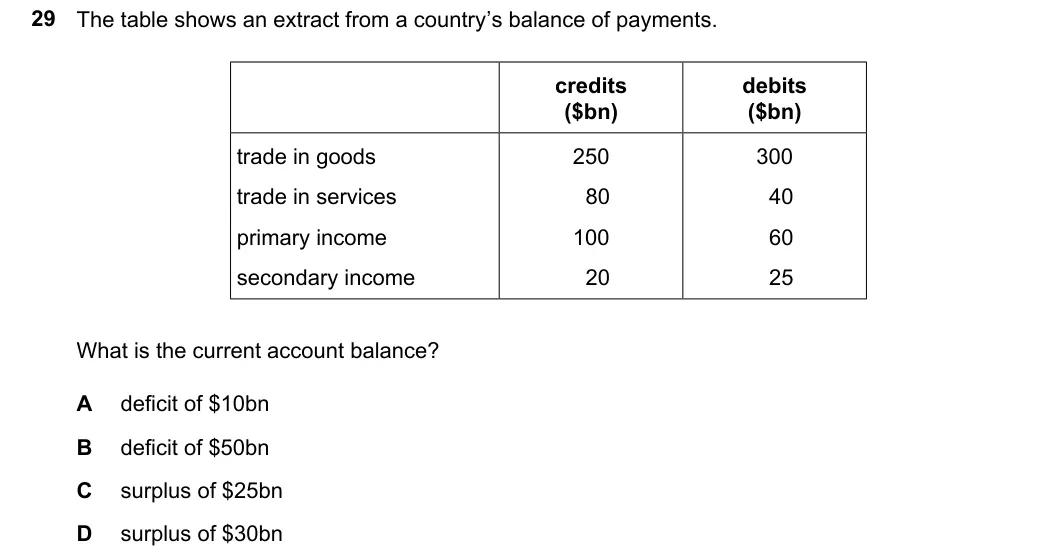 29 The table shows an extract from a country’s balance of payments.
credits ($bn) debits ($bn)
trade in goods 250 300
trade in services 80 40
primary income 100 60
secondary income 20 25
What is the current account balance?
A deficit of $10bn
B deficit of $50bn
C surplus of $25bn
D surplus of $30bn